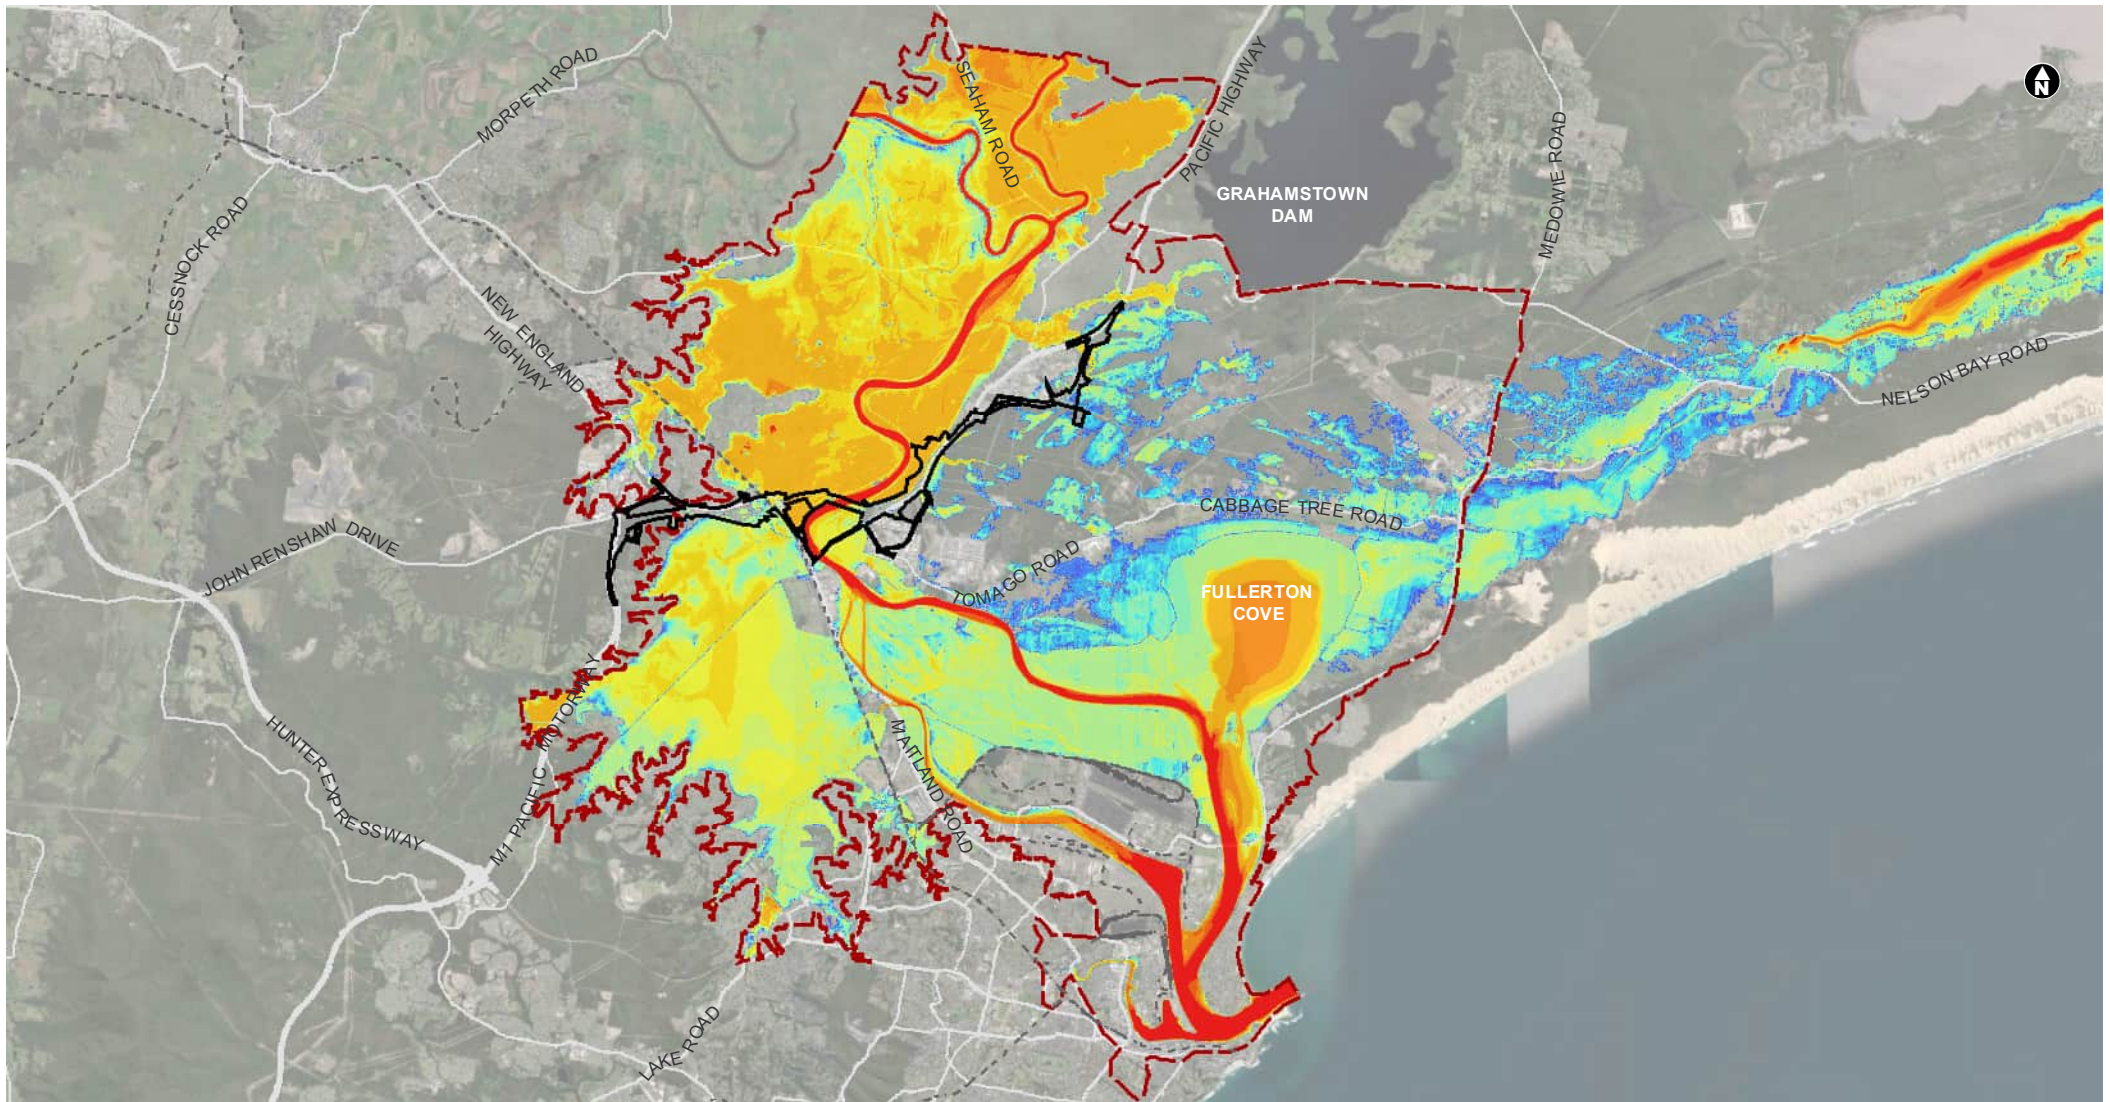 MORPETH ROAD
SEAHAM ROAD
PACIFIC HIGHWAY
N
GRAHAMSTOWN
DAM
MEDOWIE ROAD
CESSNOCK ROAD
NEW ENGLAND
HIGHWAY
NELSON BAY ROAD
CABBAGE TREE ROAD
JOHN RENSHAW DRIVE
TOMAGO ROAD
FULLERTON
COVE
HUNTER EXPRESSWAY
M1 PACIFIC MOTORWAY
MAITLAND ROAD
LAKE ROAD